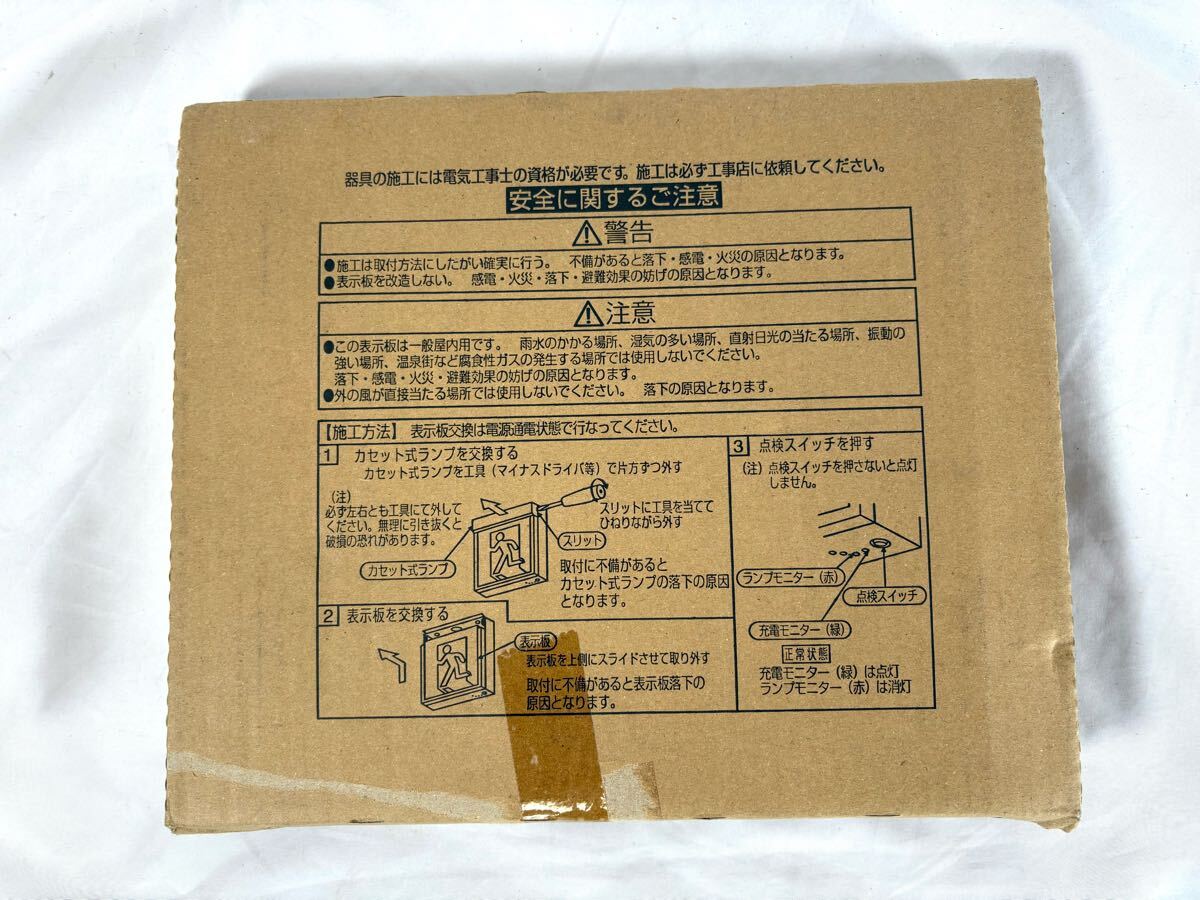 器具の施工には電気工事士の資格が必要です。施工は必ず工事店に依頼してください。
安全に関するご注意
⚠警告
●施工は取付方法にしたがい確実に行う。 不備があると落下・感電・火災の原因となります。
●表示板を改造しない。 感電・火災・落下・避難効果の妨げの原因となります。
⚠注意
●この表示板は一般屋内用です。 雨水のかかる場所、湿気の多い場所、直射日光の当たる場所、振動の
強い場所、温泉街など腐食性ガスの発生する場所では使用しないでください。
落下・感電・火災・避難効果の妨げの原因となります。
●外の風が直接当たる場所では使用しないでください。 落下の原因となります。
【施工方法】 表示板交換は電源通電状態で行なってください。
1 カセット式ランプを交換する
カセット式ランプを工具(マイナスドライバ等)で片方ずつ外す
(注)
必ず左右とも工具にて外して
ください。無理に引き抜くと
破損の恐れがあります。
スリットに工具を当てて
ひねりながら外す
スリット
カセット式ランプ
取付に不備があると
カセット式ランプの落下の原因
となります。
2 表示板を交換する
表示板
表示板を上側にスライドさせて取り外す
取付に不備があると表示板落下の
原因となります。
3 点検スイッチを押す
(注)点検スイッチを押さないと点灯
しません。
ランプモニター(赤)
点検スイッチ
充電モニター(緑)
正常状態
充電モニター(緑)は点灯
ランプモニター(赤)は消灯